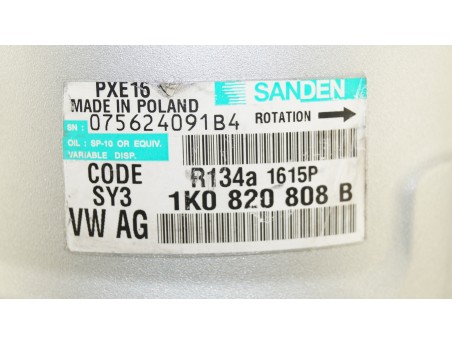 PXE16 SANDEN
MADE IN POLAND
SN: 075624091B4 ROTATION
OIL : SP-10 OR EQUIV.
*VARIABLE DISP.
CODE R134a 1615P
SY3 1K0 820 808 B
VW AG